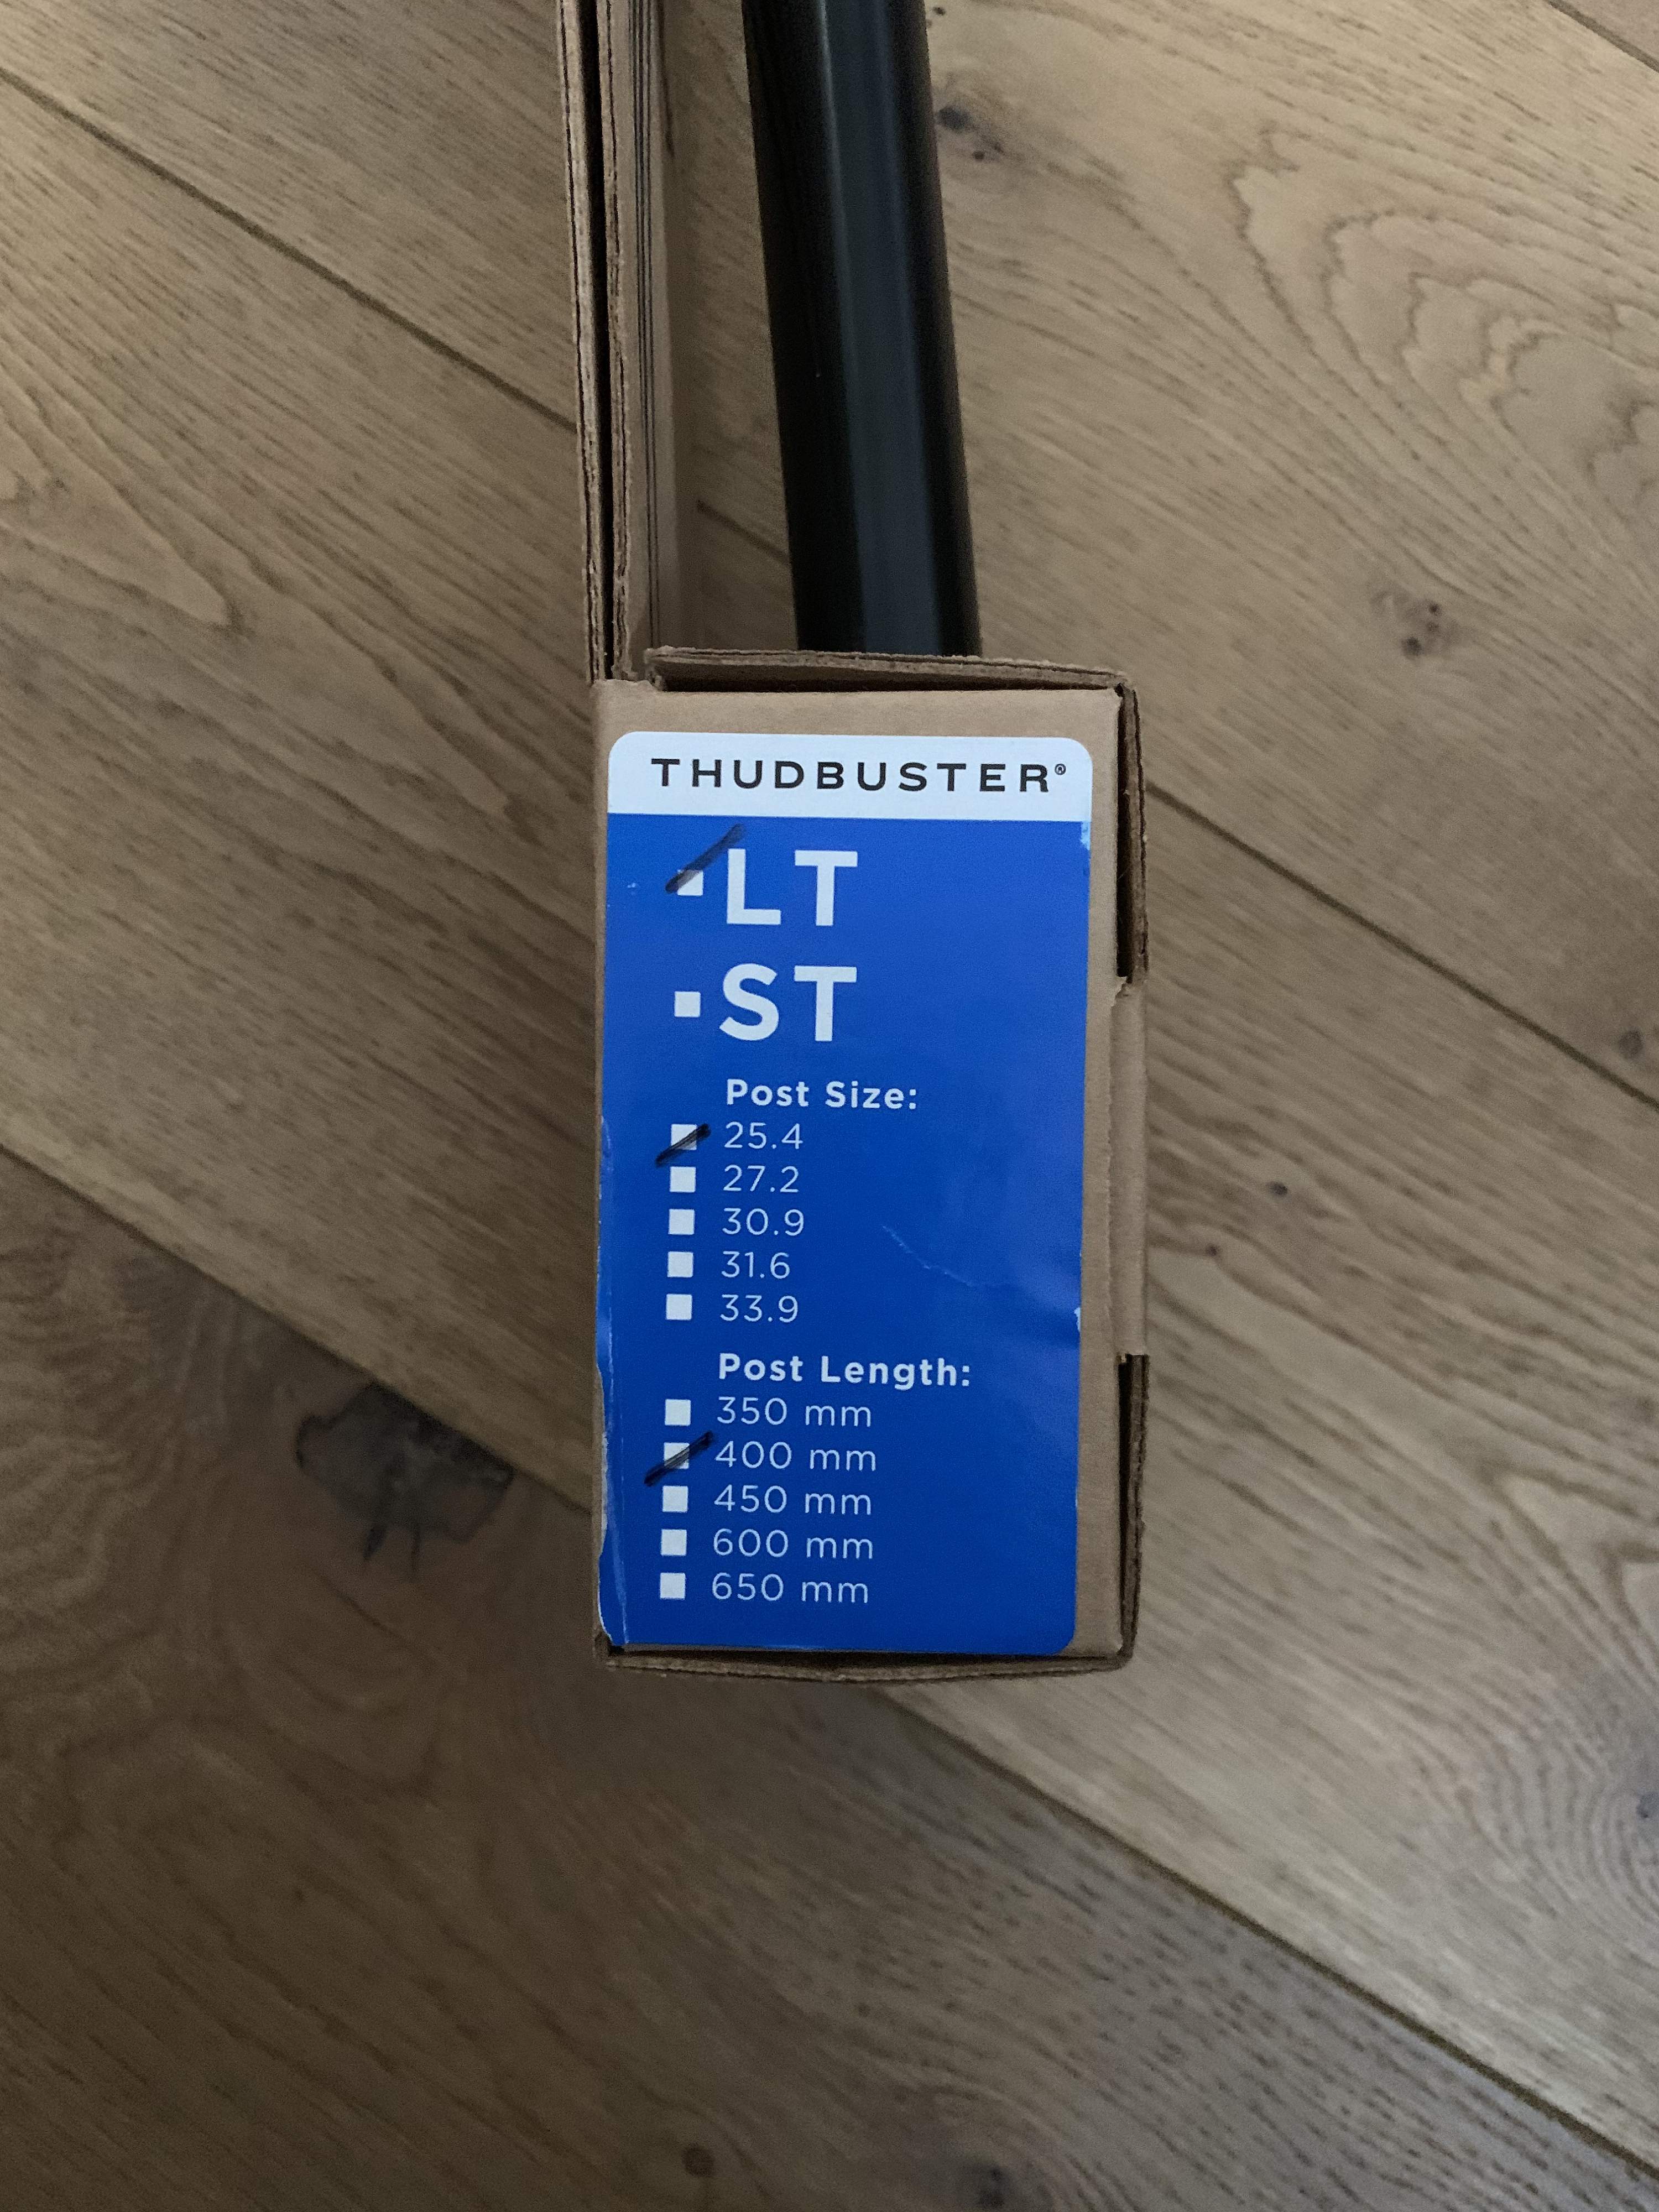 THUDBUSTER®
LT
ST
Post Size:
25.4
27.2
30.9
31.6
33.9
Post Length:
350 mm
400 mm
450 mm
600 mm
650 mm